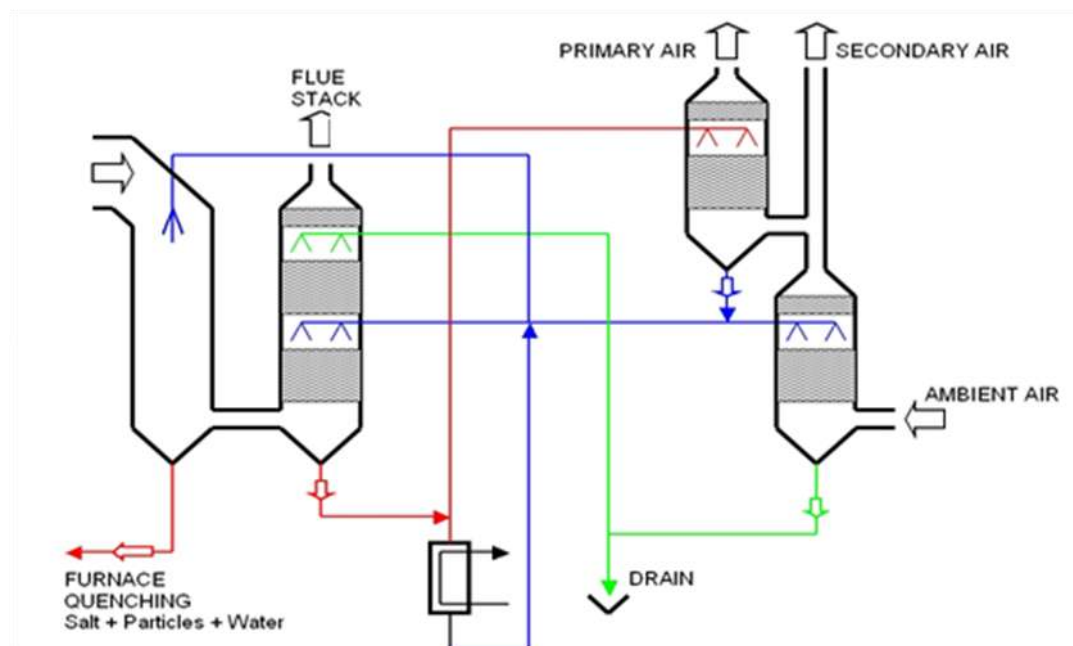 PRIMARY AIR
SECONDARY AIR
FLUE
STACK
AMBIENT AIR
FURNACE
QUENCHING
Salt + Particles + Water
DRAIN